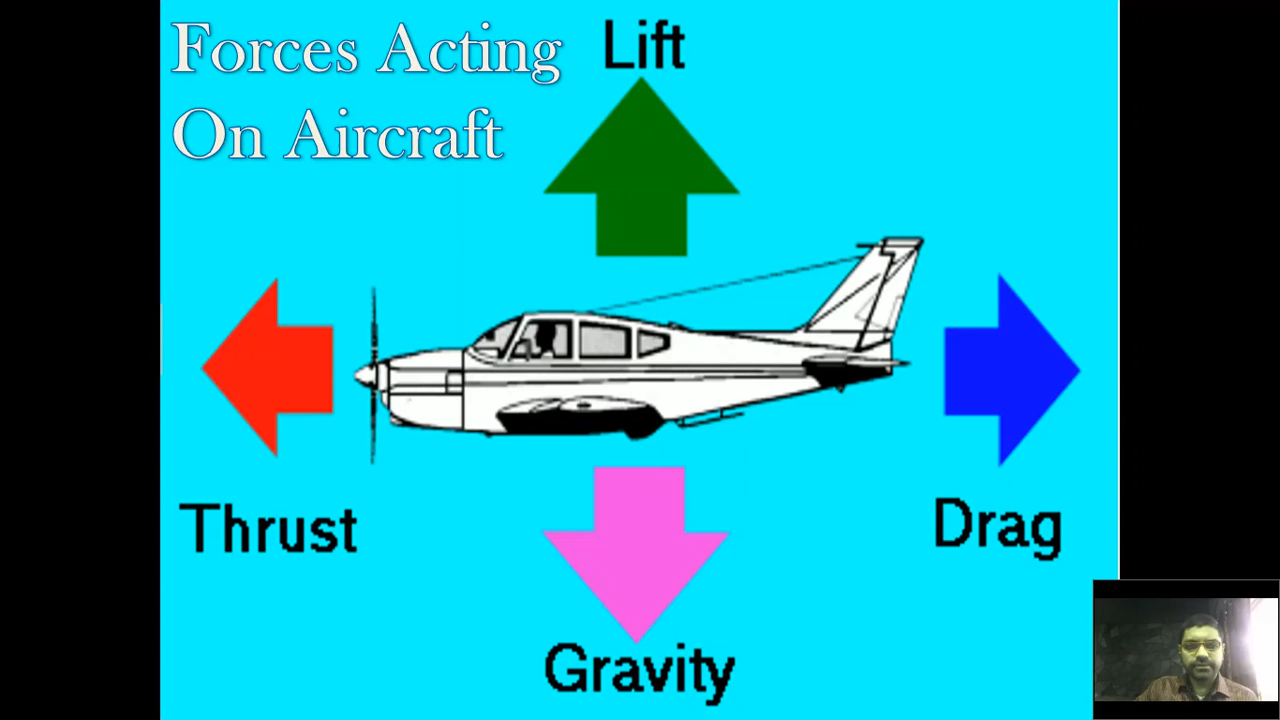 Forces Acting
On Aircraft
Lift
Thrust
Drag
Gravity